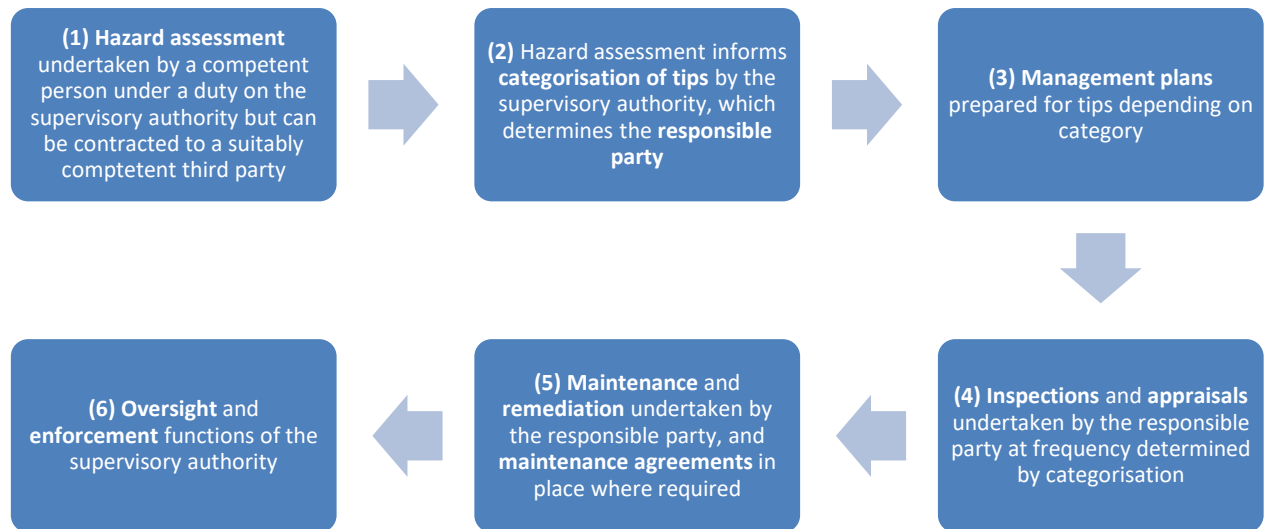 (1) Hazard assessment
undertaken by a competent
person under a duty on the
supervisory authority but can
be contracted to a suitably
comptetent third party
(2) Hazard assessment informs
categorisation of tips by the
supervisory authority, which
determines the responsible
party
(3) Management plans
prepared for tips depending on
category
(4) Inspections and appraisals
undertaken by the responsible
party at frequency determined
by categorisation
(5) Maintenance and
remediation undertaken by
the responsible party, and
maintenance agreements in
place where required
(6) Oversight and
enforcement functions of the
supervisory authority